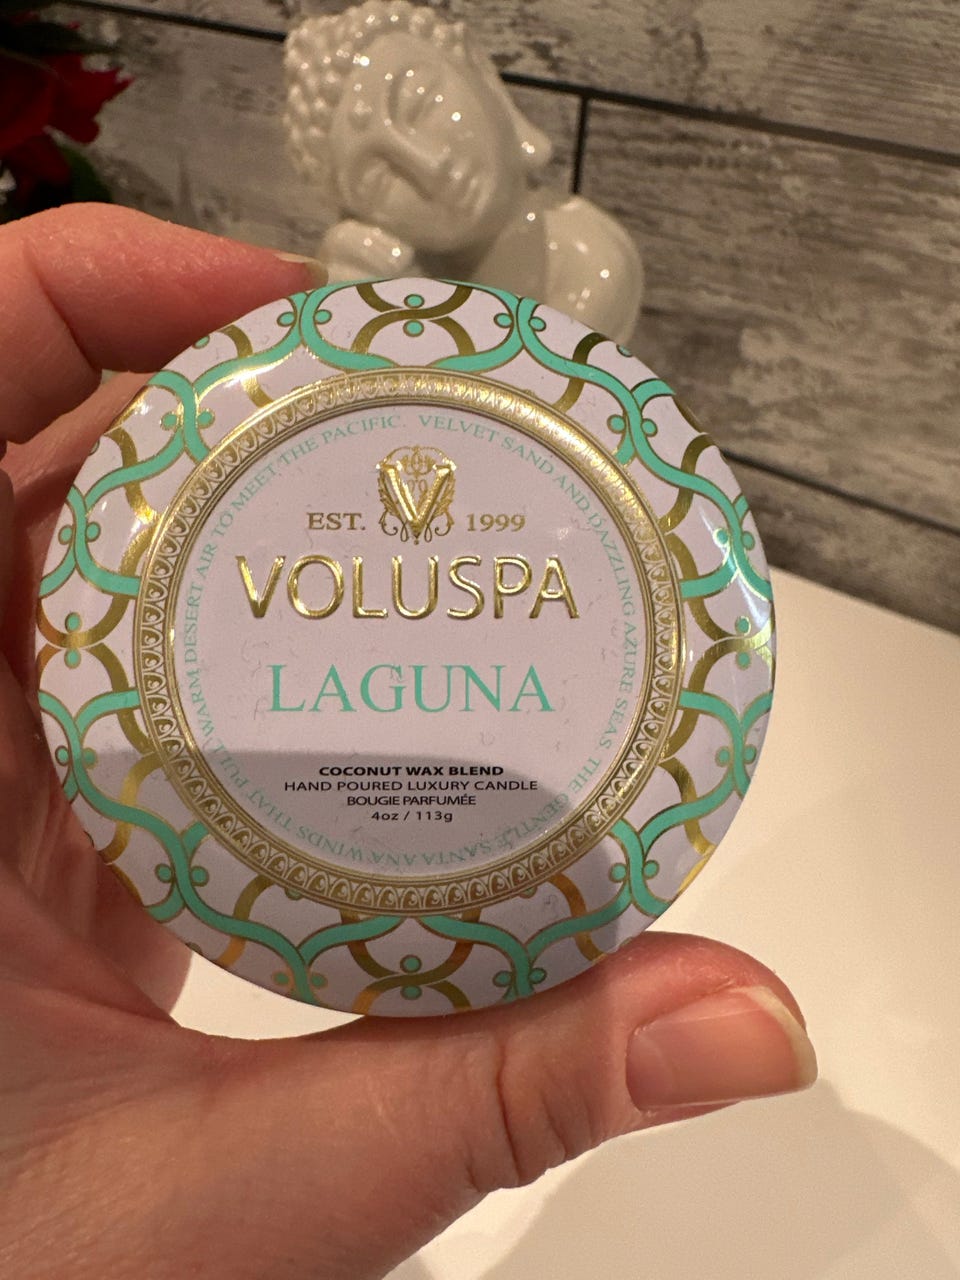 VELVET SAND AND DAZZLING AZURE SEAS. THE GENTLE SANTA ANA WINDS THAT PULL WARM DESERT AIR TO MEET THE PACIFIC.
V
EST. 1999
VOLUSPA
LAGUNA
COCONUT WAX BLEND
HAND POURED LUXURY CANDLE
BOUGIE PARFUMÉE
4oz / 113g